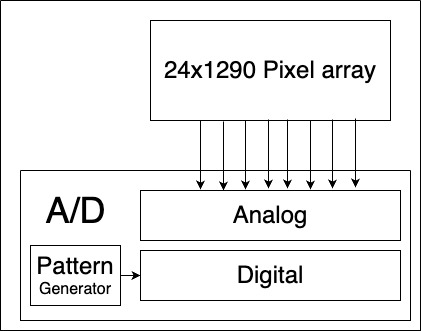 24x1290 Pixel array
A/D
Analog
Pattern
Generator
Digital